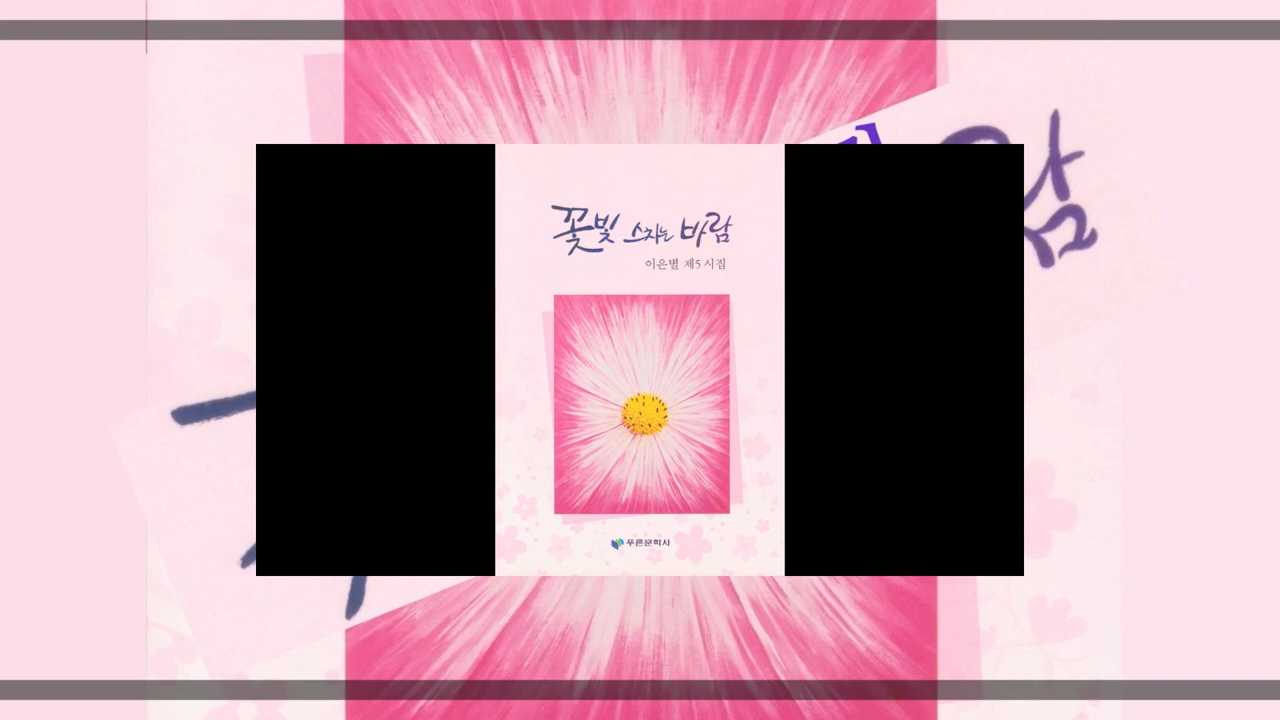 꽃빛 스치는 바람
이은별 제5시집
푸른문학사